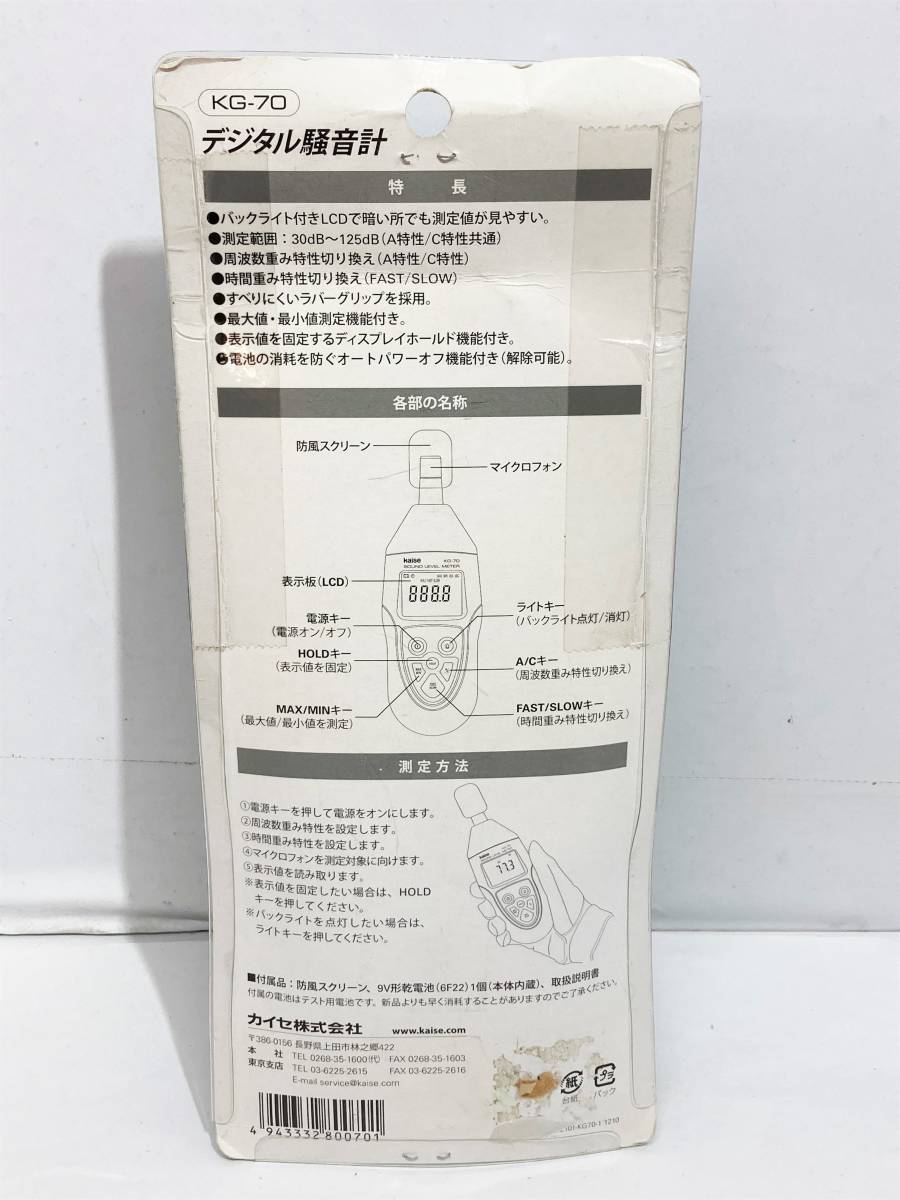 KG-70
デジタル騒音計
特 長
●バックライト付きLCDで暗い所でも測定値が見やすい。
●測定範囲：30dB～125dB（A特性/C特性共通）
●周波数重み特性切り換え（A特性/C特性）
●時間重み特性切り換え（FAST/SLOW）
●すべりにくいラバーグリップを採用。
●最大値・最小値測定機能付き。
●表示値を固定するディスプレイホールド機能付き。
●電池の消耗を防ぐオートパワーオフ機能付き（解除可能）。
各部の名称
防風スクリーン
マイクロフォン
kaise KG-70
SOUND LEVEL METER
888.8
表示板（LCD）
電源キー
（電源オン/オフ）
HOLDキー
（表示値を固定）
MAX/MINキー
（最大値/最小値を測定）
ライトキー
（バックライト点灯/消灯）
A/Cキー
（周波数重み特性切り換え）
FAST/SLOWキー
（時間重み特性切り換え）
測定方法
①電源キーを押して電源をオンにします。
②周波数重み特性を設定します。
③時間重み特性を設定します。
④マイクロフォンを測定対象に向けます。
⑤表示値を読み取ります。
※表示値を固定したい場合は、HOLD
キーを押してください。
※バックライトを点灯したい場合は、
ライトキーを押してください。
kaise
77.3
■付属品：防風スクリーン、9V形乾電池（6F22）1個（本体内蔵）、取扱説明書
付属の電池はテスト用電池です。新品よりも早く消耗することがありますのでご了承ください。
カイセ株式会社 www.kaise.com
〒386-0156 長野県上田市林之郷422
本 社 TEL 0268-35-1600（代） FAX 0268-35-1603
東京支店 TEL 03-6225-2615 FAX 03-6225-2616
E-mail service@kaise.com
紙
台紙
プラ
パック
4 943332 800701
101-KG70-1 1210